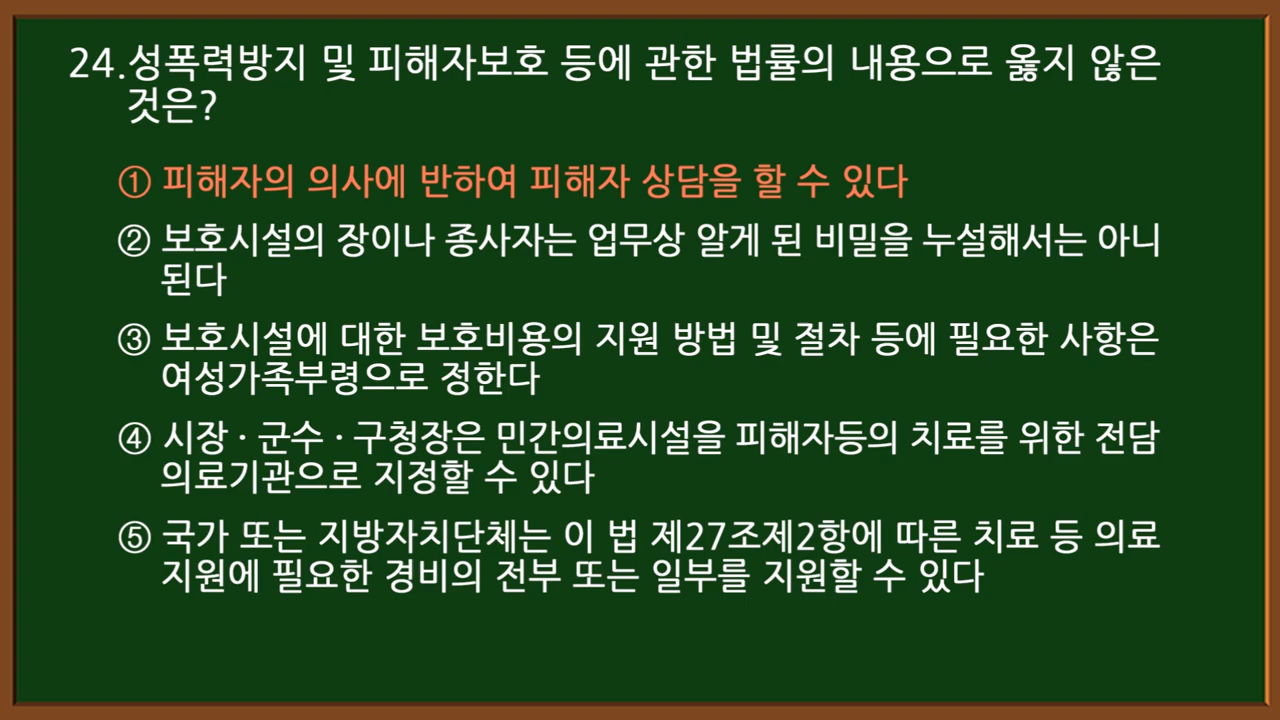 24.성폭력방지 및 피해자보호 등에 관한 법률의 내용으로 옳지 않은
것은?
① 피해자의 의사에 반하여 피해자 상담을 할 수 있다
② 보호시설의 장이나 종사자는 업무상 알게 된 비밀을 누설해서는 아니
된다
③ 보호시설에 대한 보호비용의 지원 방법 및 절차 등에 필요한 사항은
여성가족부령으로 정한다
④ 시장 · 군수 · 구청장은 민간의료시설을 피해자등의 치료를 위한 전담
의료기관으로 지정할 수 있다
⑤ 국가 또는 지방자치단체는 이 법 제27조제2항에 따른 치료 등 의료
지원에 필요한 경비의 전부 또는 일부를 지원할 수 있다